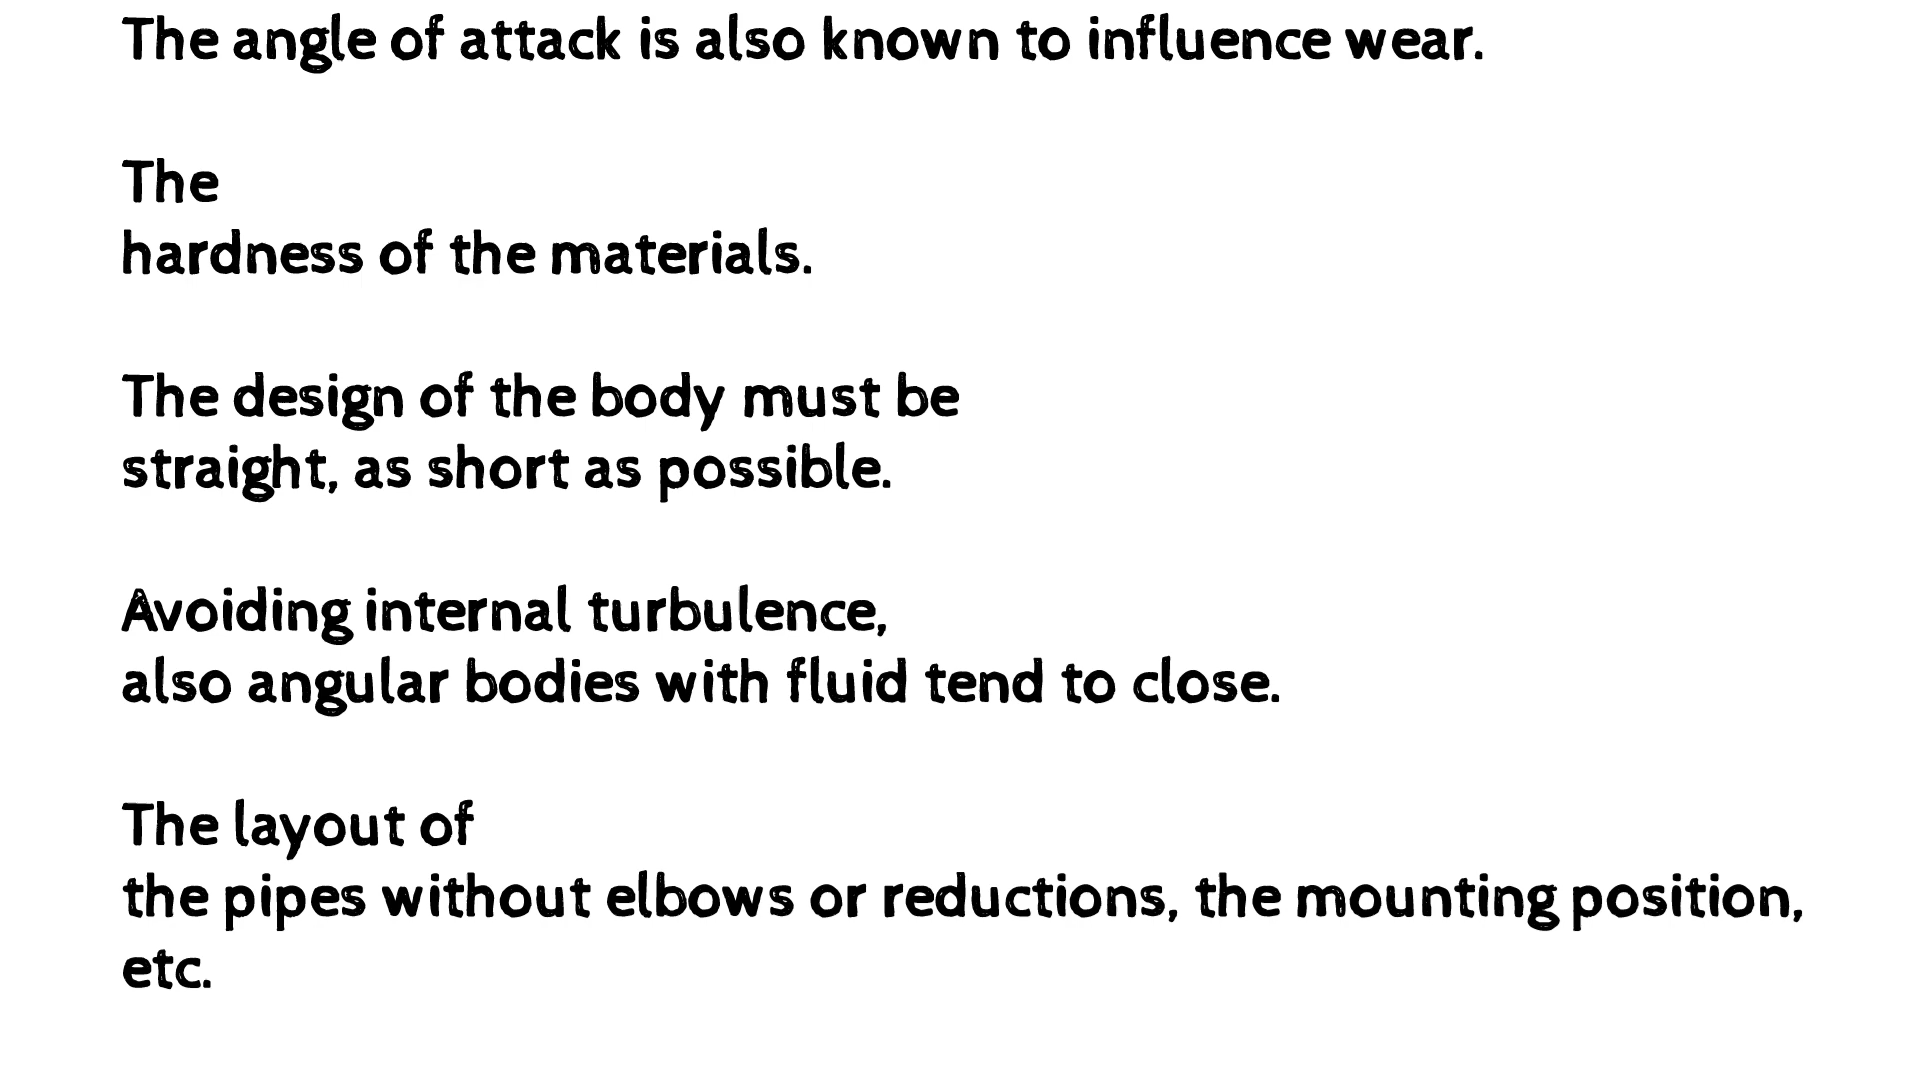 The angle of attack is also known to influence wear.
The
hardness of the materials.
The design of the body must be
straight, as short as possible.
Avoiding internal turbulence,
also angular bodies with fluid tend to close.
The layout of
the pipes without elbows or reductions, the mounting position,
etc.